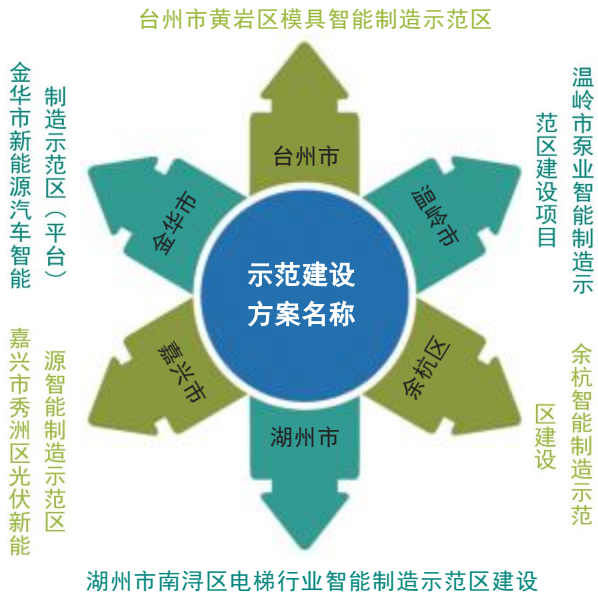 台州市黄岩区模具智能制造示范区
金华市新能源汽车智能
制造示范区（平台）
温岭市泵业智能制造示
范区建设项目
台州市
金华市
温岭市
示范建设
方案名称
嘉兴市
余杭区
湖州市
嘉兴市秀洲区光伏新能
源智能制造示范区
余杭智能制造示范
区建设
湖州市南浔区电梯行业智能制造示范区建设